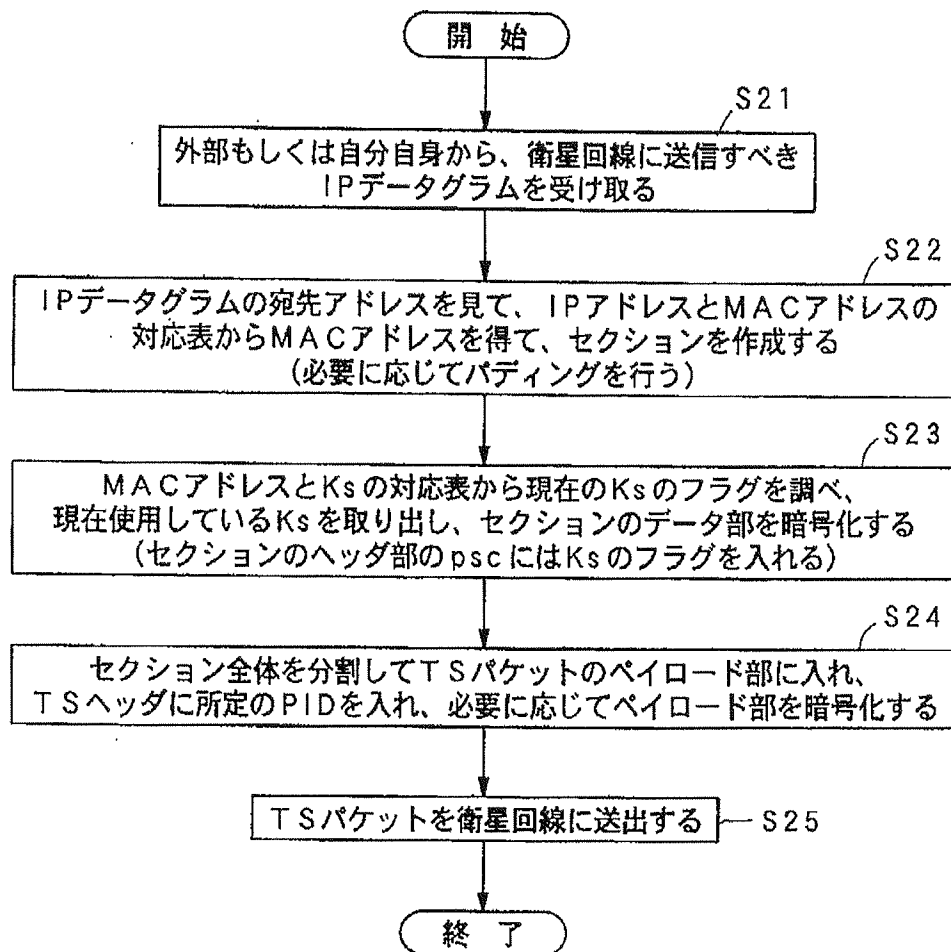 開 始
S21
外部もしくは自分自身から、衛星回線に送信すべき
IPデータグラムを受け取る
S22
IPデータグラムの宛先アドレスを見て、IPアドレスとMACアドレスの
対応表からMACアドレスを得て、セクションを作成する
(必要に応じてパディングを行う)
S23
MACアドレスとKsの対応表から現在のKsのフラグを調べ、
現在使用しているKsを取り出し、セクションのデータ部を暗号化する
(セクションのヘッダ部のpscにはKsのフラグを入れる)
S24
セクション全体を分割してTSパケットのペイロード部に入れ、
TSヘッダに所定のPIDを入れ、必要に応じてペイロード部を暗号化する
TSパケットを衛星回線に送出する S25
終 了